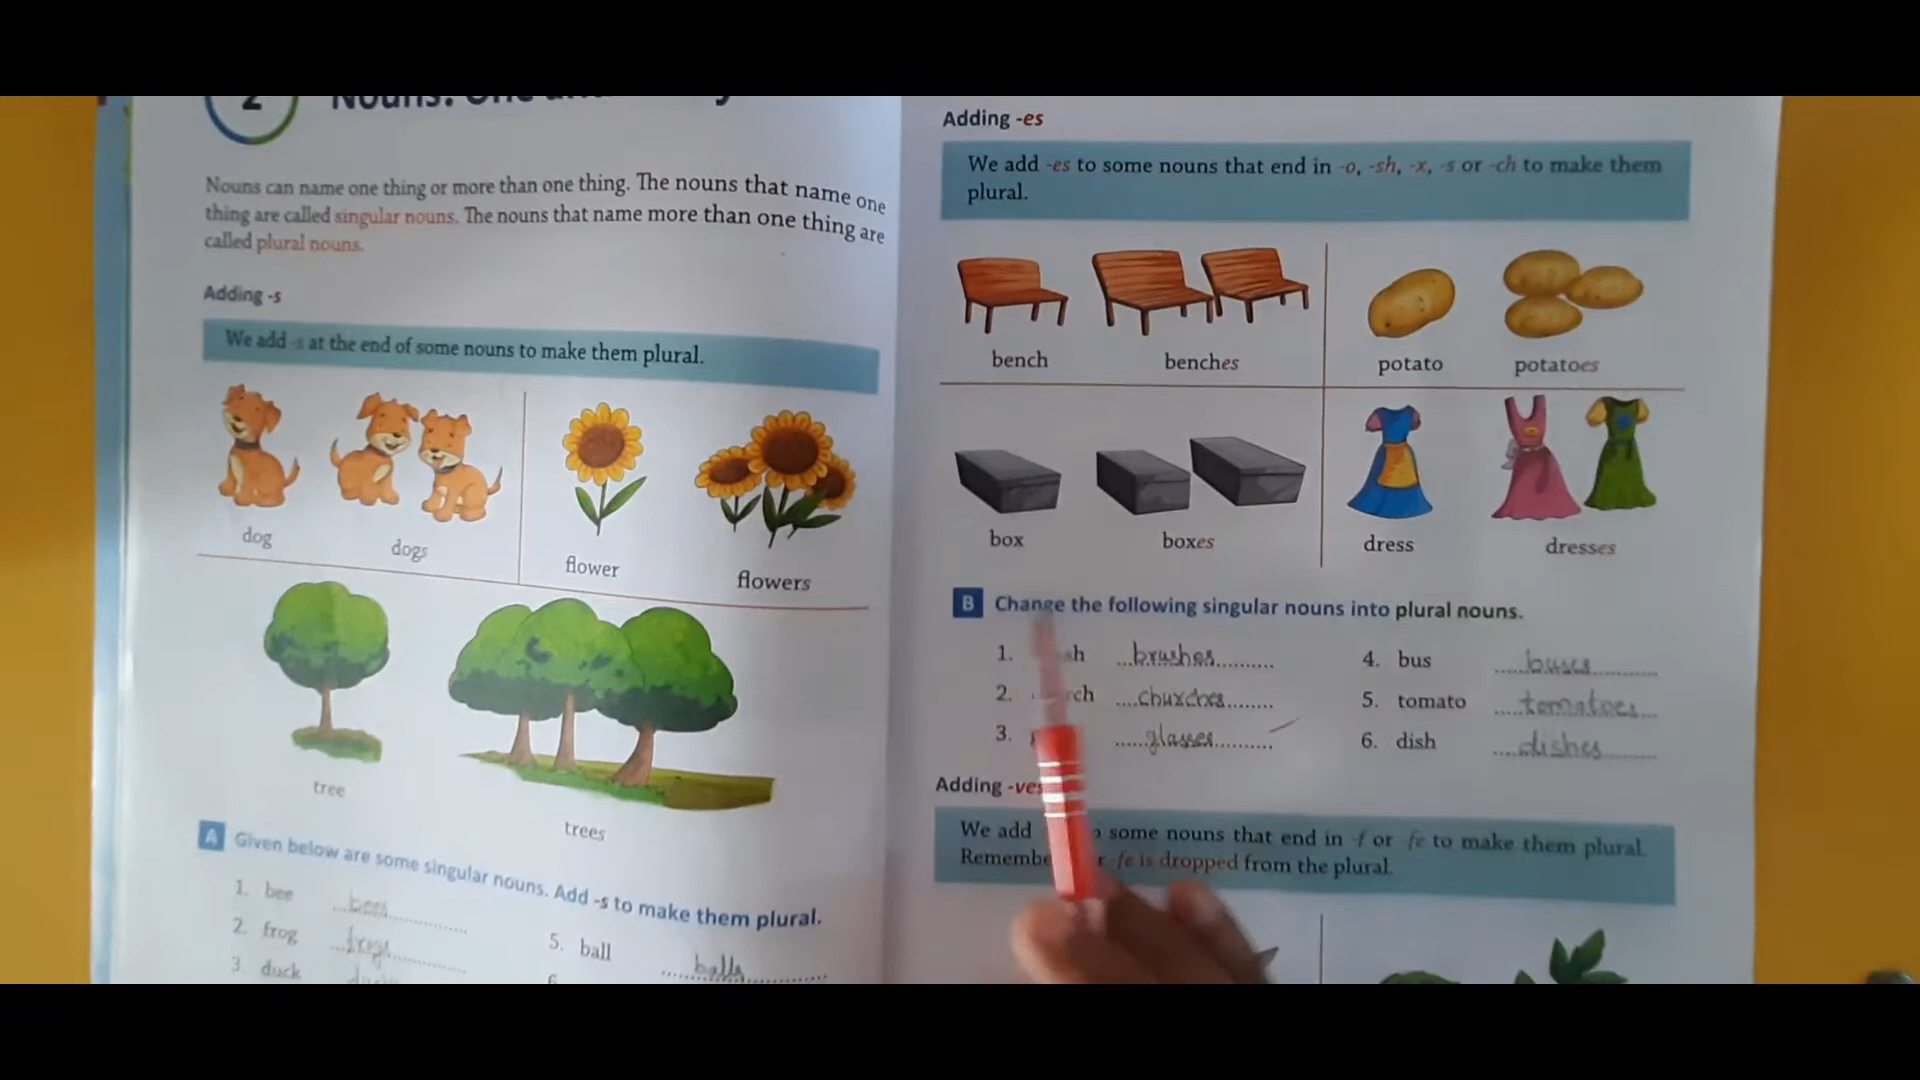 2
Nouns: One
Nouns can name one thing or more than one thing. The nouns that name one
thing are called singular nouns. The nouns that name more than one thing are
called plural nouns.
Adding -s
We add -s at the end of some nouns to make them plural.
dog dogs flower flowers
tree trees
A Given below are some singular nouns. Add -s to make them plural.
1. bee bees
2. frog frogs 5. ball balls
3. duck 6.
Adding -es
We add -es to some nouns that end in -o, -sh, -x, -s or -ch to make them
plural.
bench benches potato potatoes
box boxes dress dresses
B Change the following singular nouns into plural nouns.
1. sh brushes 4. bus buses
2. rch churches 5. tomato tomatoes
3. glasses 6. dish dishes
Adding -ves
We add some nouns that end in -f or -fe to make them plural.
-fe is dropped from the plural.